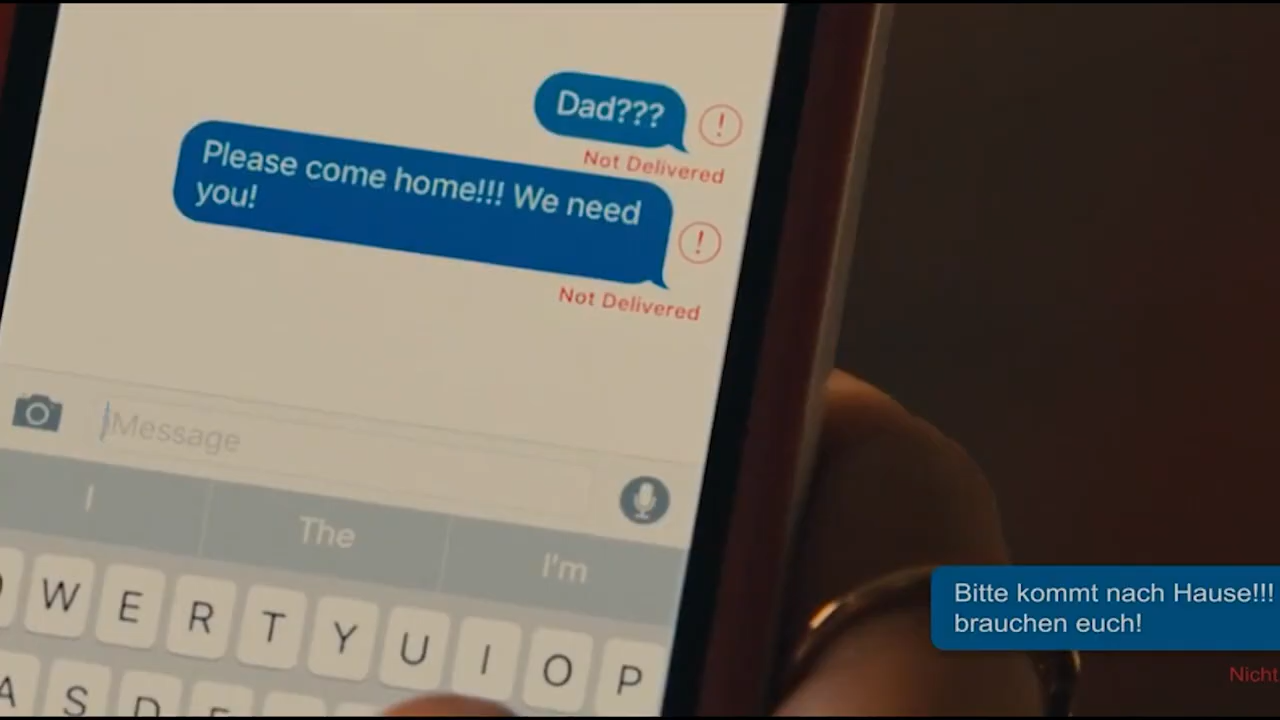 Dad???
Not Delivered
Please come home!!! We need
you!
Not Delivered
iMessage
I
The
I'm
W E R T Y U I O P
A S D
Bitte kommt nach Hause!!!
brauchen euch!
Nicht